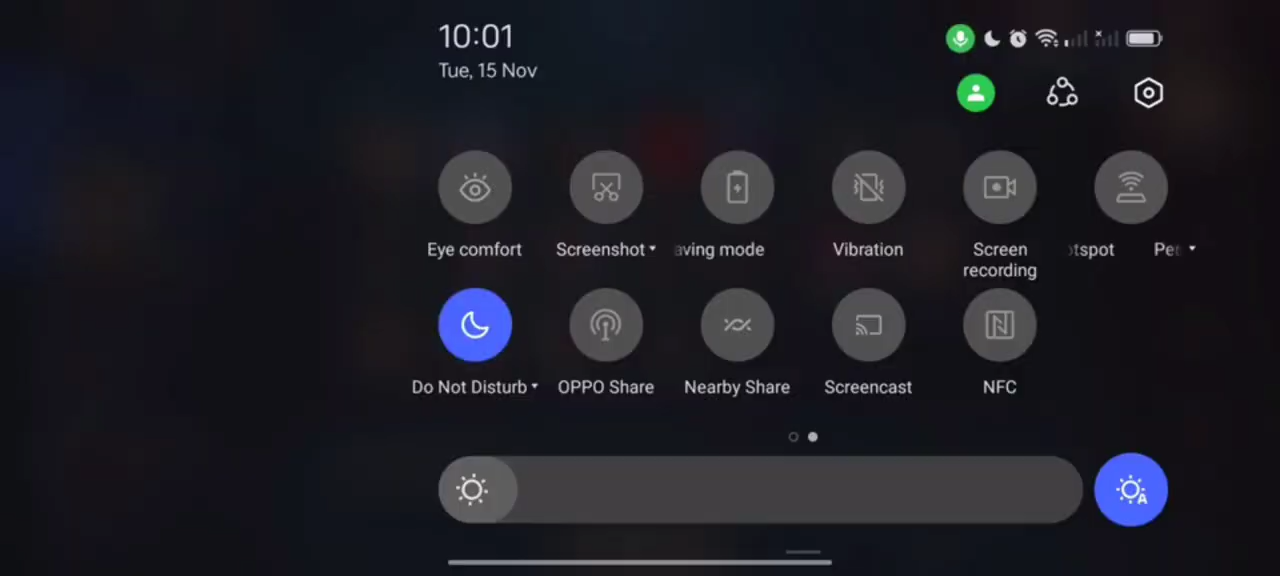 10:01
Tue, 15 Nov
Eye comfort
Screenshot
aving mode
Vibration
Screen
recording
otspot
Per
Do Not Disturb
OPPO Share
Nearby Share
Screencast
NFC
A